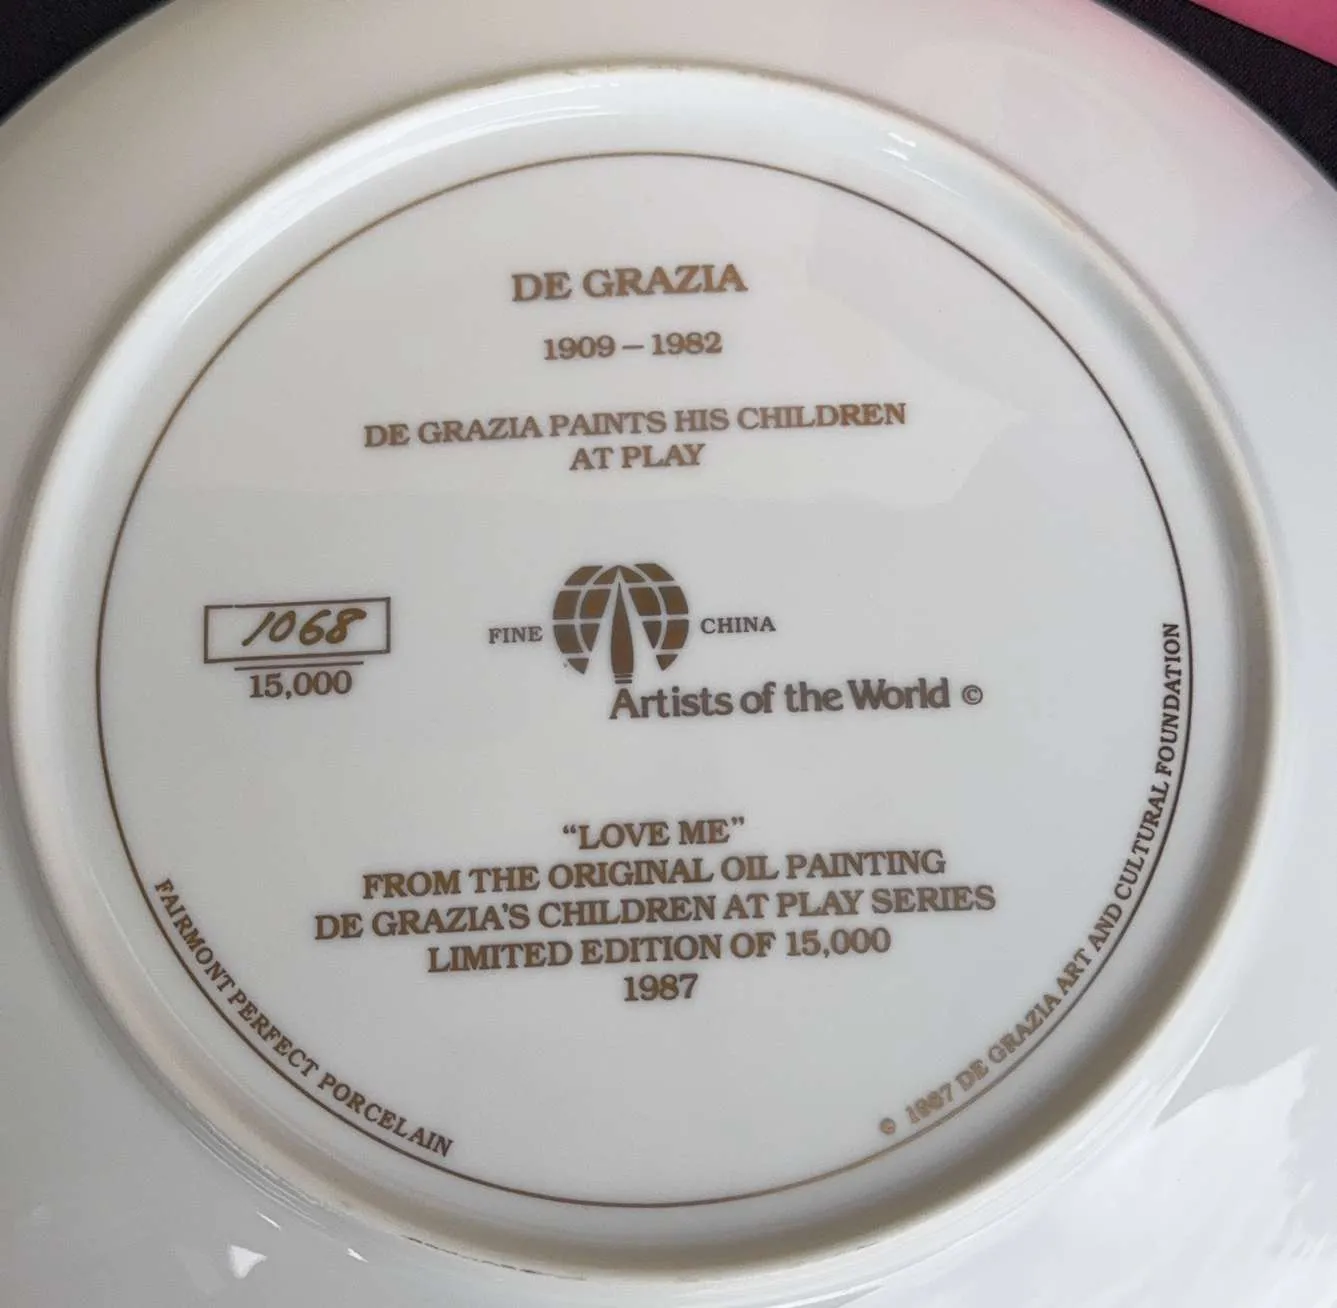 DE GRAZIA
1909 – 1982
DE GRAZIA PAINTS HIS CHILDREN
AT PLAY
1068
15,000
FINE CHINA
Artists of the World ©
“LOVE ME”
FROM THE ORIGINAL OIL PAINTING
DE GRAZIA'S CHILDREN AT PLAY SERIES
LIMITED EDITION OF 15,000
1987
FAIRMONT PERFECT PORCELAIN
© 1987 DE GRAZIA ART AND CULTURAL FOUNDATION